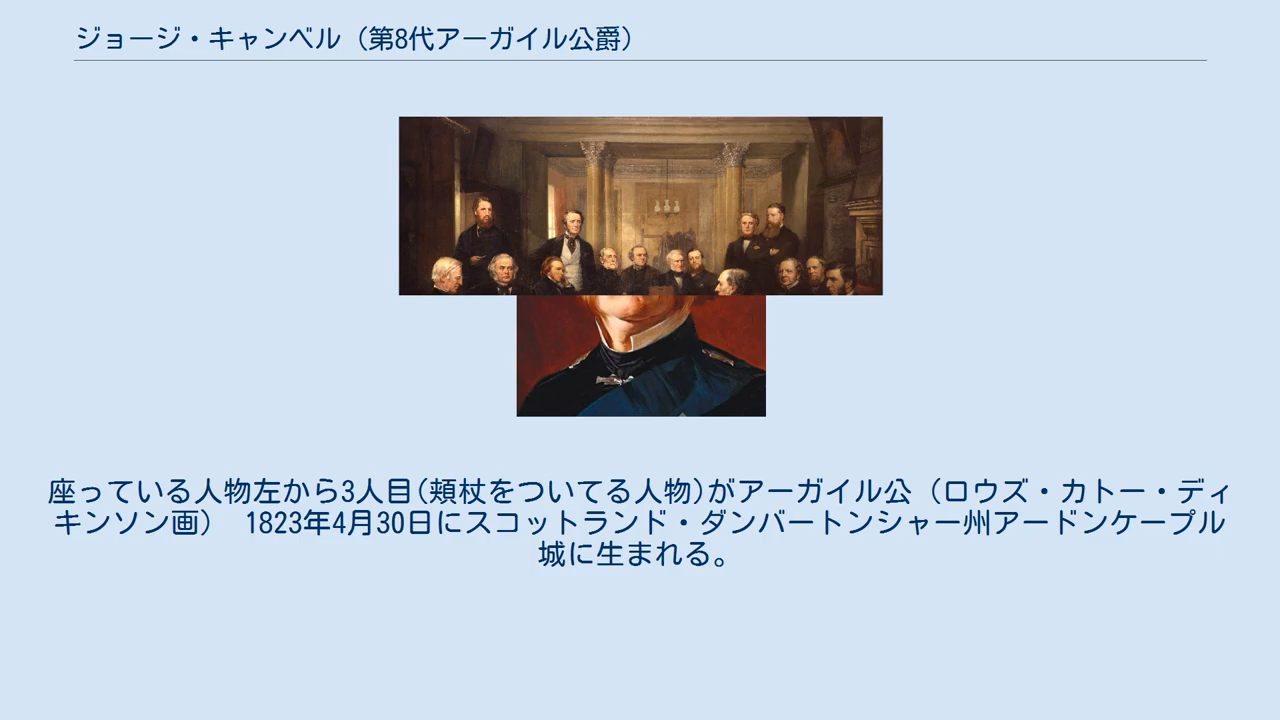 ジョージ・キャンベル（第8代アーガイル公爵）
座っている人物左から3人目(頬杖をついてる人物)がアーガイル公（ロウズ・カトー・ディ
キンソン画）　1823年4月30日にスコットランド・ダンバートンシャー州アードンケープル
城に生まれる。